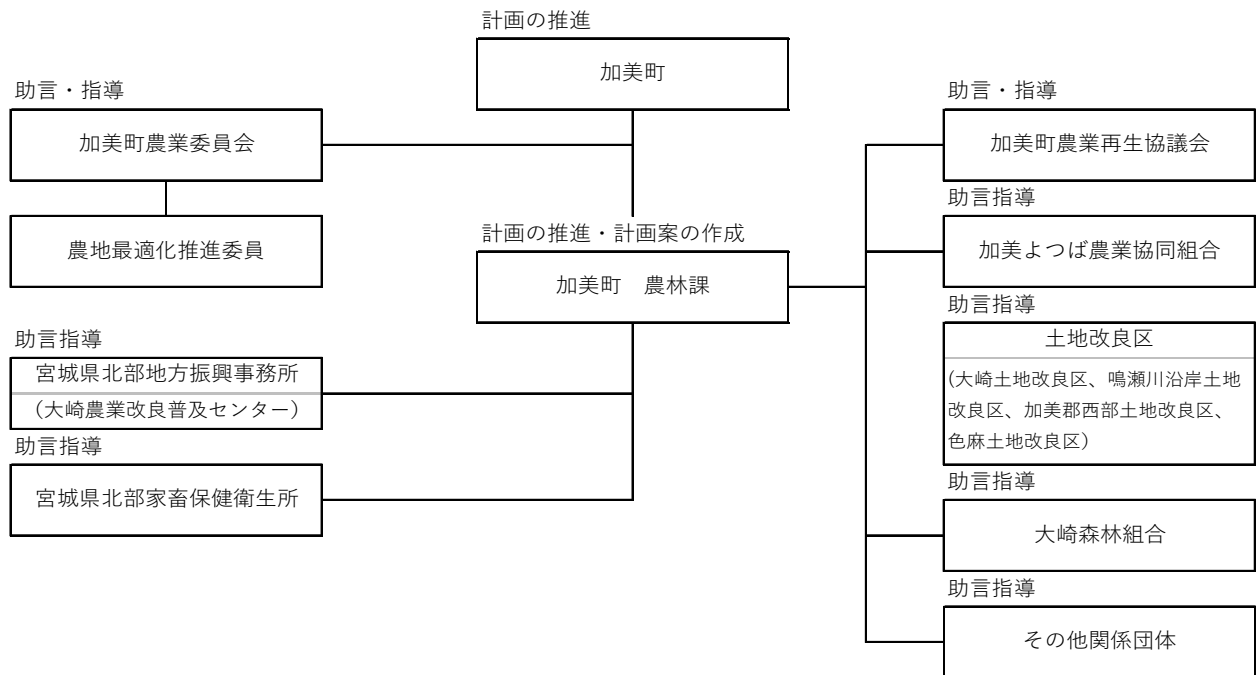 計画の推進
加美町
助言・指導
加美町農業委員会
農地最適化推進委員
計画の推進・計画案の作成
加美町　農林課
助言指導
宮城県北部地方振興事務所
（大崎農業改良普及センター）
助言指導
宮城県北部家畜保健衛生所
助言・指導
加美町農業再生協議会
助言指導
加美よつば農業協同組合
助言指導
土地改良区
(大崎土地改良区、鳴瀬川沿岸土地
改良区、加美郡西部土地改良区、
色麻土地改良区）
助言指導
大崎森林組合
助言指導
その他関係団体